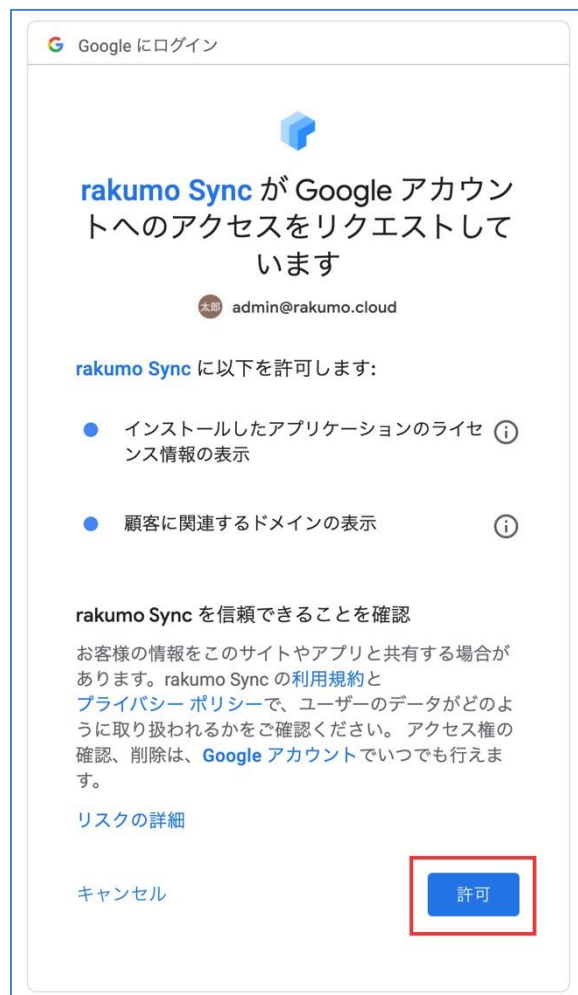 Google にログイン
rakumo Sync が Google アカウン
トへのアクセスをリクエストして
います
太郎 admin@rakumo.cloud
rakumo Sync に以下を許可します:
インストールしたアプリケーションのライセ
ンス情報の表示
顧客に関連するドメインの表示
rakumo Sync を信頼できることを確認
お客様の情報をこのサイトやアプリと共有する場合が
あります。rakumo Sync の利用規約と
プライバシー ポリシーで、ユーザーのデータがどのよ
うに取り扱われるかをご確認ください。 アクセス権の
確認、削除は、Google アカウントでいつでも行えま
す。
リスクの詳細
キャンセル
許可